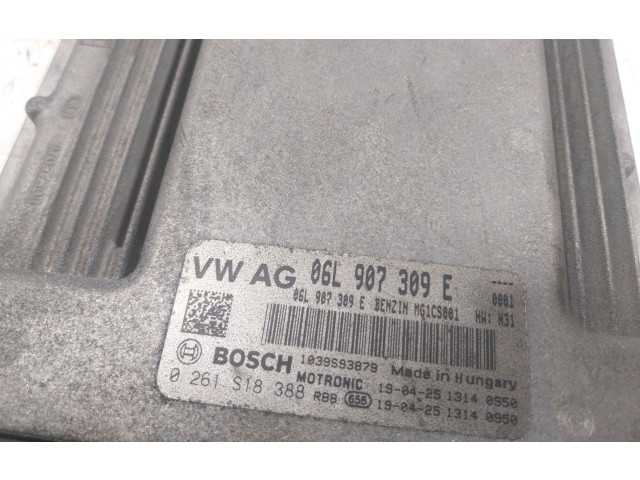 VW AG 06L 907 309 E ----
06L 907 309 E BENZIN MG1CS001 HW: H31 0001
BOSCH 1039S93879 Made in Hungary
0 261 S18 388 MOTRONIC 19-04-25 1314 0950
RBB 656 19-04-25 1314 0950